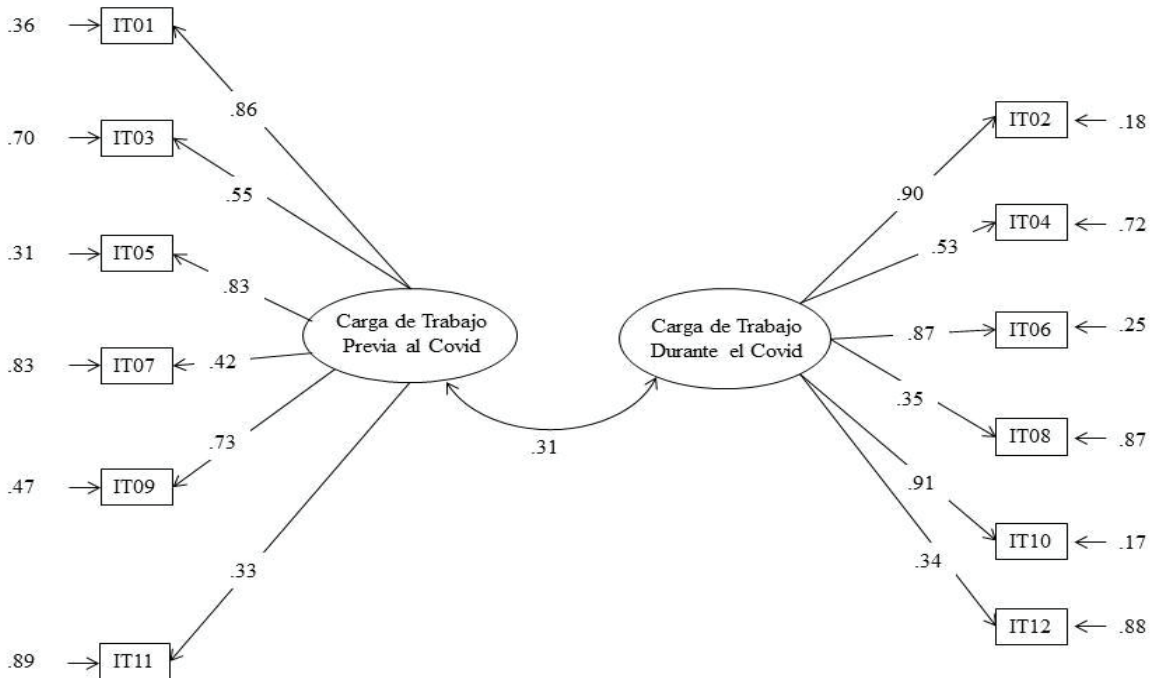 .36
IT01
.86
.70
IT03
.55
.31
IT05
.83
.83
IT07
.42
.73
.47
IT09
.33
.89
IT11
Carga de Trabajo
Previa al Covid
.31
Carga de Trabajo
Durante el Covid
IT02
.18
.90
IT04
.72
.53
.87
IT06
.25
.35
IT08
.87
.91
IT10
.17
.34
IT12
.88